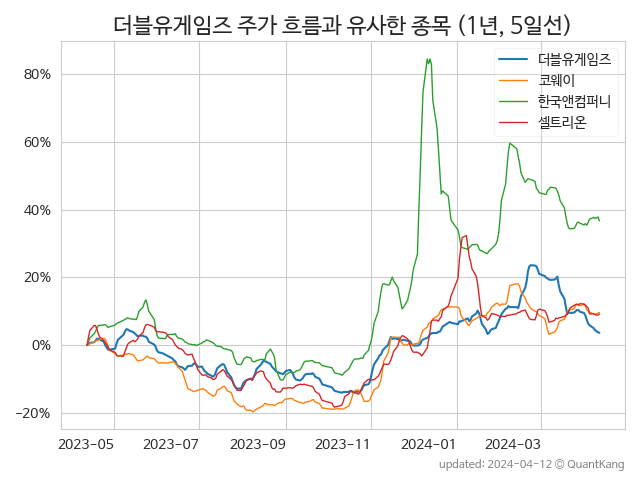 더블유게임즈 주가 흐름과 유사한 종목 (1년, 5일선)
더블유게임즈
코웨이
한국앤컴퍼니
셀트리온
80%
60%
40%
20%
0%
−20%
2023-05 2023-07 2023-09 2023-11 2024-01 2024-03
updated: 2024-04-12 © QuantKang